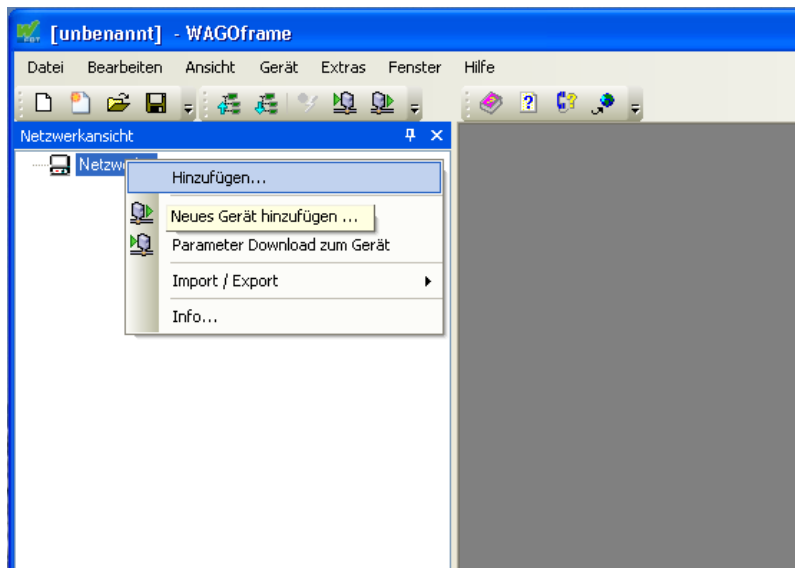 [unbenannt] - WAGOframe
Datei Bearbeiten Ansicht Gerät Extras Fenster Hilfe
Netzwerkansicht
Hinzufügen...
Neues Gerät hinzufügen ...
Parameter Download zum Gerät
Import / Export
Info...